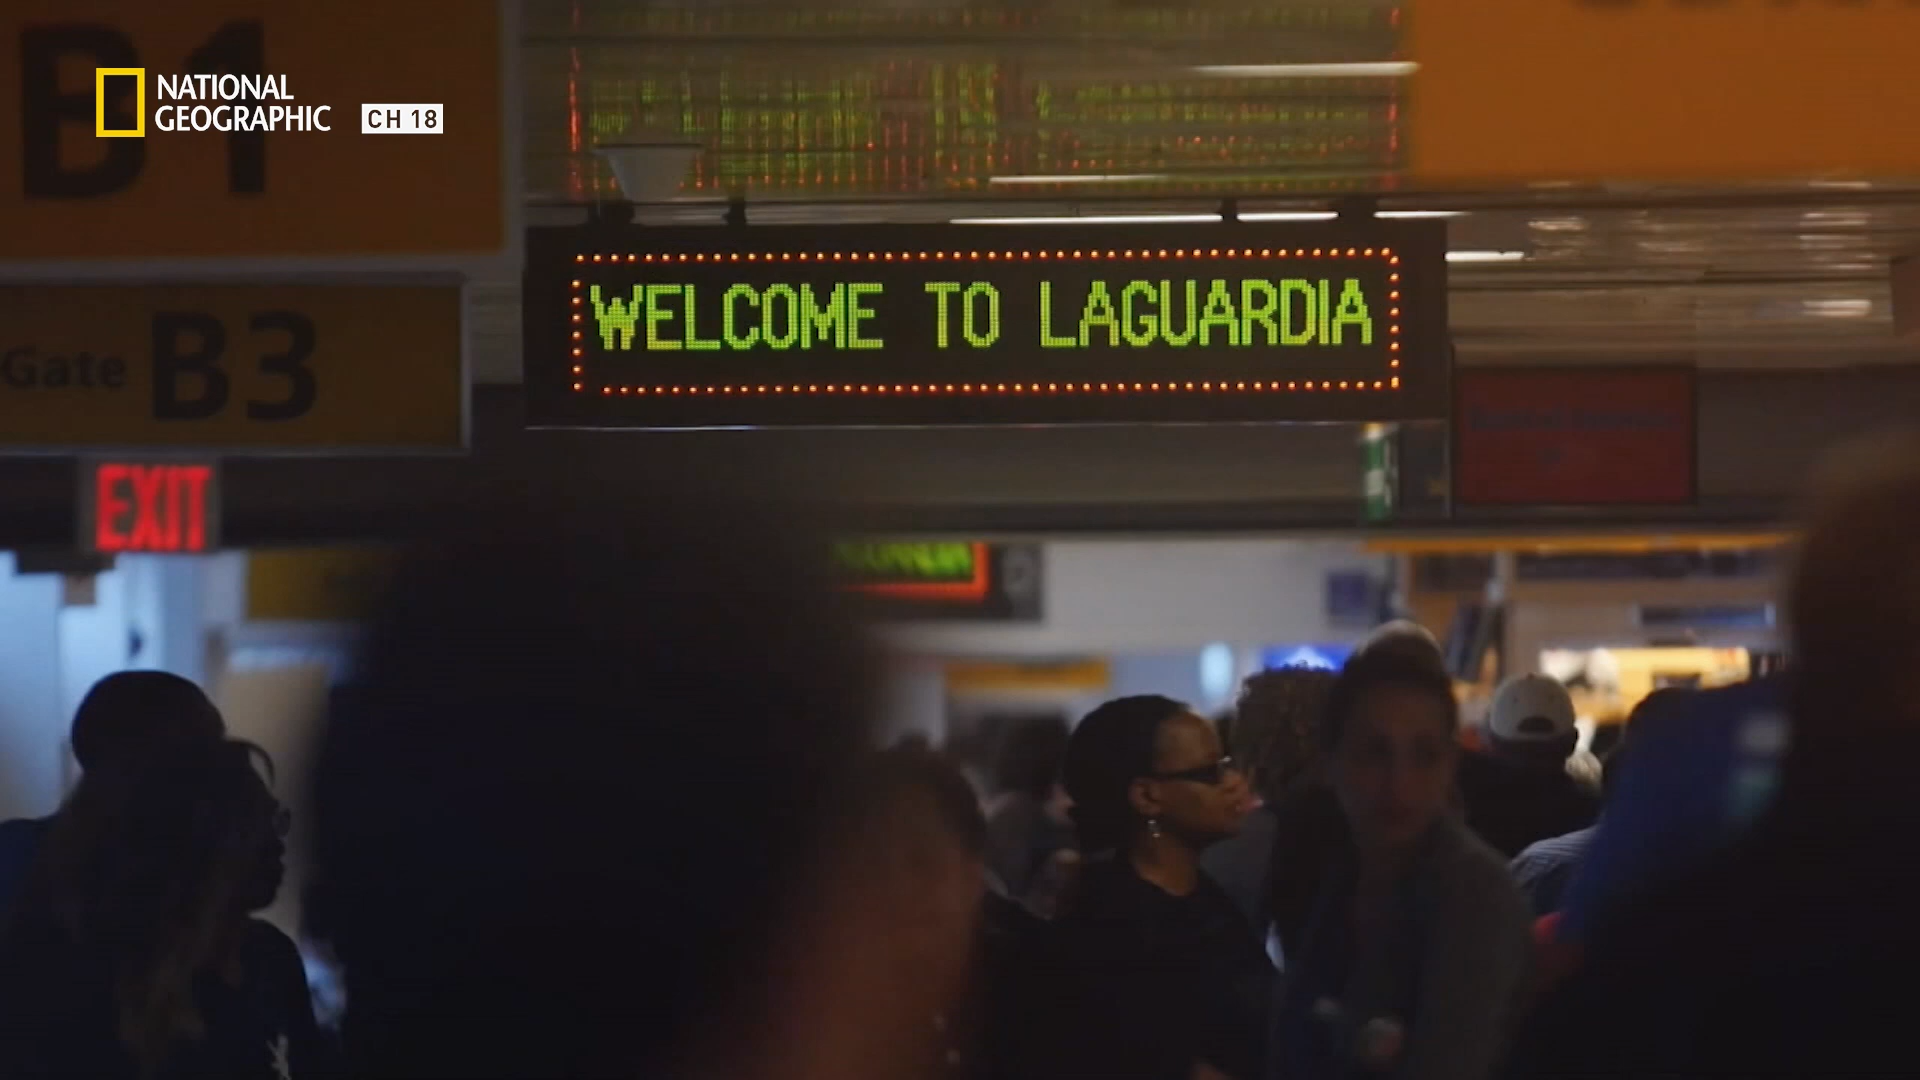 B1
NATIONAL
GEOGRAPHIC
CH 18
WELCOME TO LAGUARDIA
Gate B3
EXIT